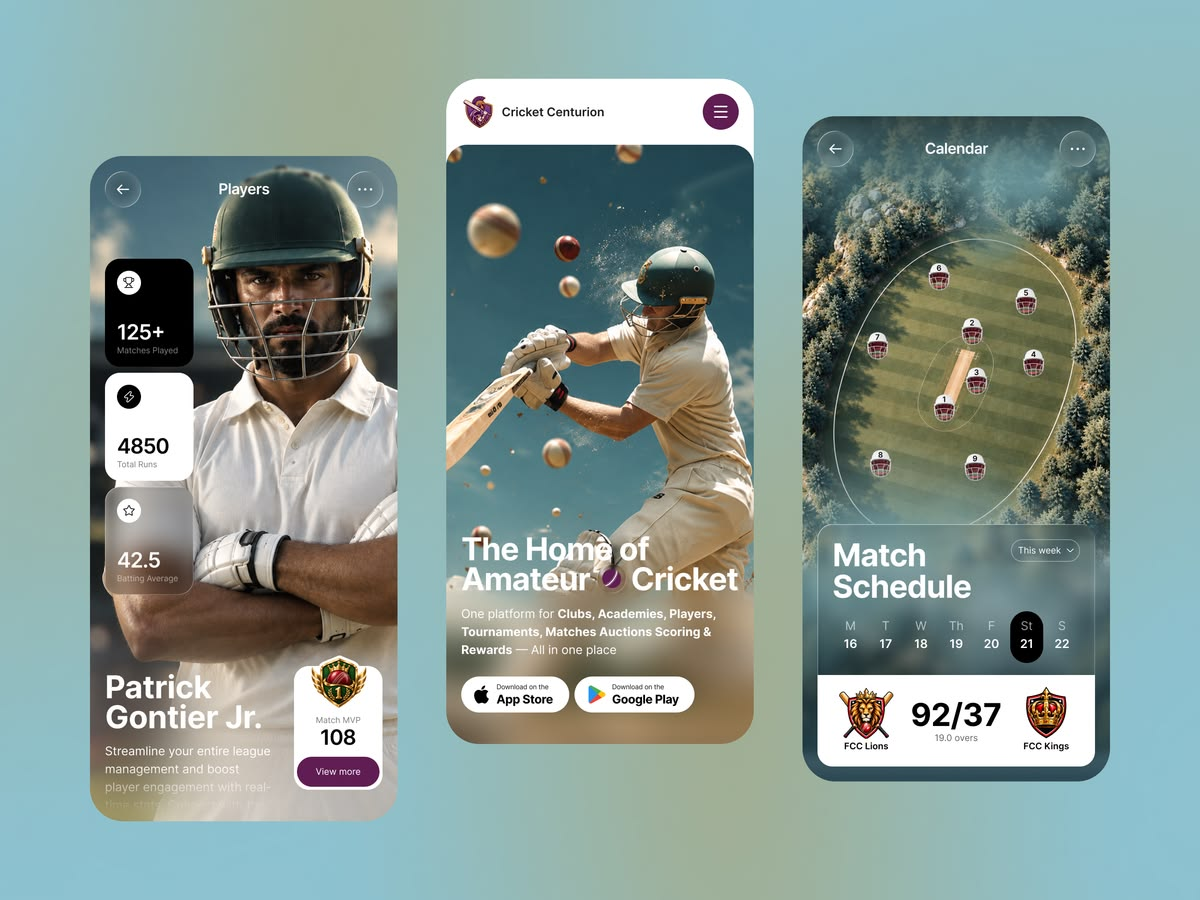 Players
125+
Matches Played
4850
Total Runs
42.5
Batting Average
Patrick
Gontier Jr.
Streamline your entire league
management and boost
player engagement with real-
Match MVP
108
View more
1
Cricket Centurion
The Home of
Amateur Cricket
One platform for Clubs, Academies, Players,
Tournaments, Matches Auctions Scoring &
Rewards — All in one place
Download on the
App Store
Download on the
Google Play
Calendar
6
5
2
7
4
3
1
8
9
Match
Schedule
This week
M T W Th F St S
16 17 18 19 20 21 22
92/37
19.0 overs
FCC Lions
FCC Kings